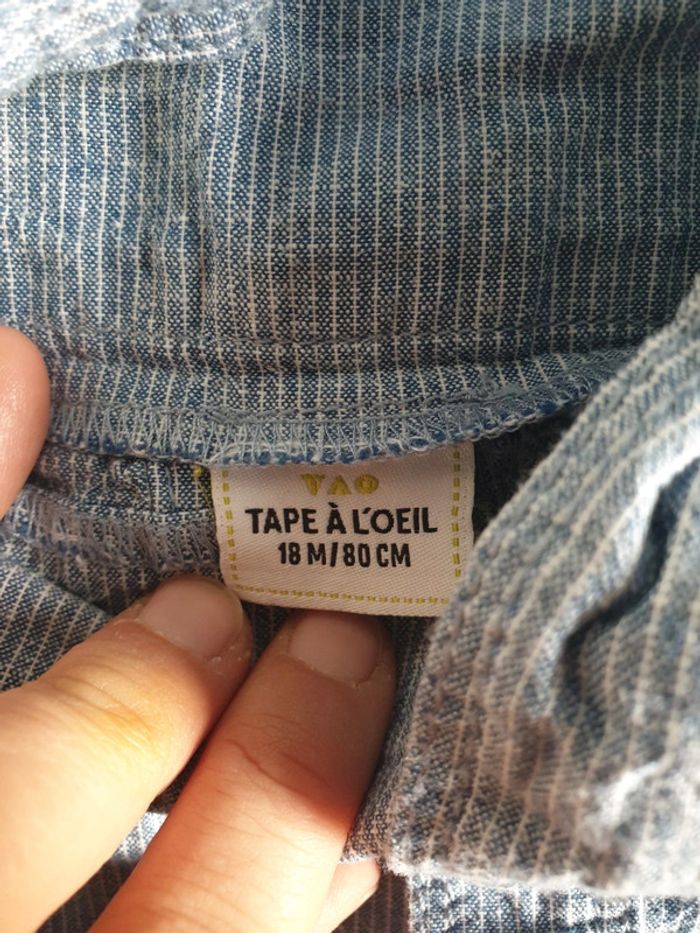 TAPE À L'OEIL
18 M/80 CM